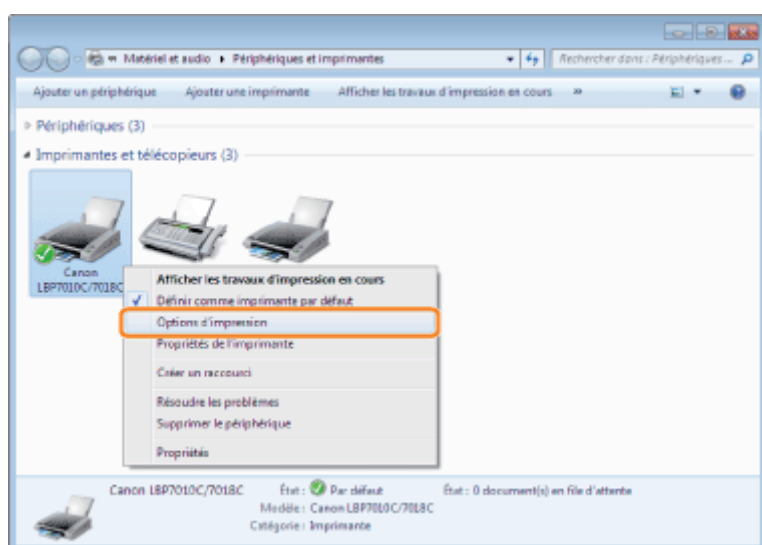 Matériel et audio ▸ Périphériques et imprimantes
Rechercher dans : Périphériques...
Ajouter un périphérique Ajouter une imprimante Afficher les travaux d'impression en cours »
Périphériques (3)
Imprimantes et télécopieurs (3)
Canon
LBP7010C/7018C
Afficher les travaux d'impression en cours
Définir comme imprimante par défaut
Options d'impression
Propriétés de l'imprimante
Créer un raccourci
Résoudre les problèmes
Supprimer le périphérique
Propriétés
Canon LBP7010C/7018C État : Par défaut État : 0 document(s) en file d'attente
Modèle : Canon LBP7010C/7018C
Catégorie : Imprimante